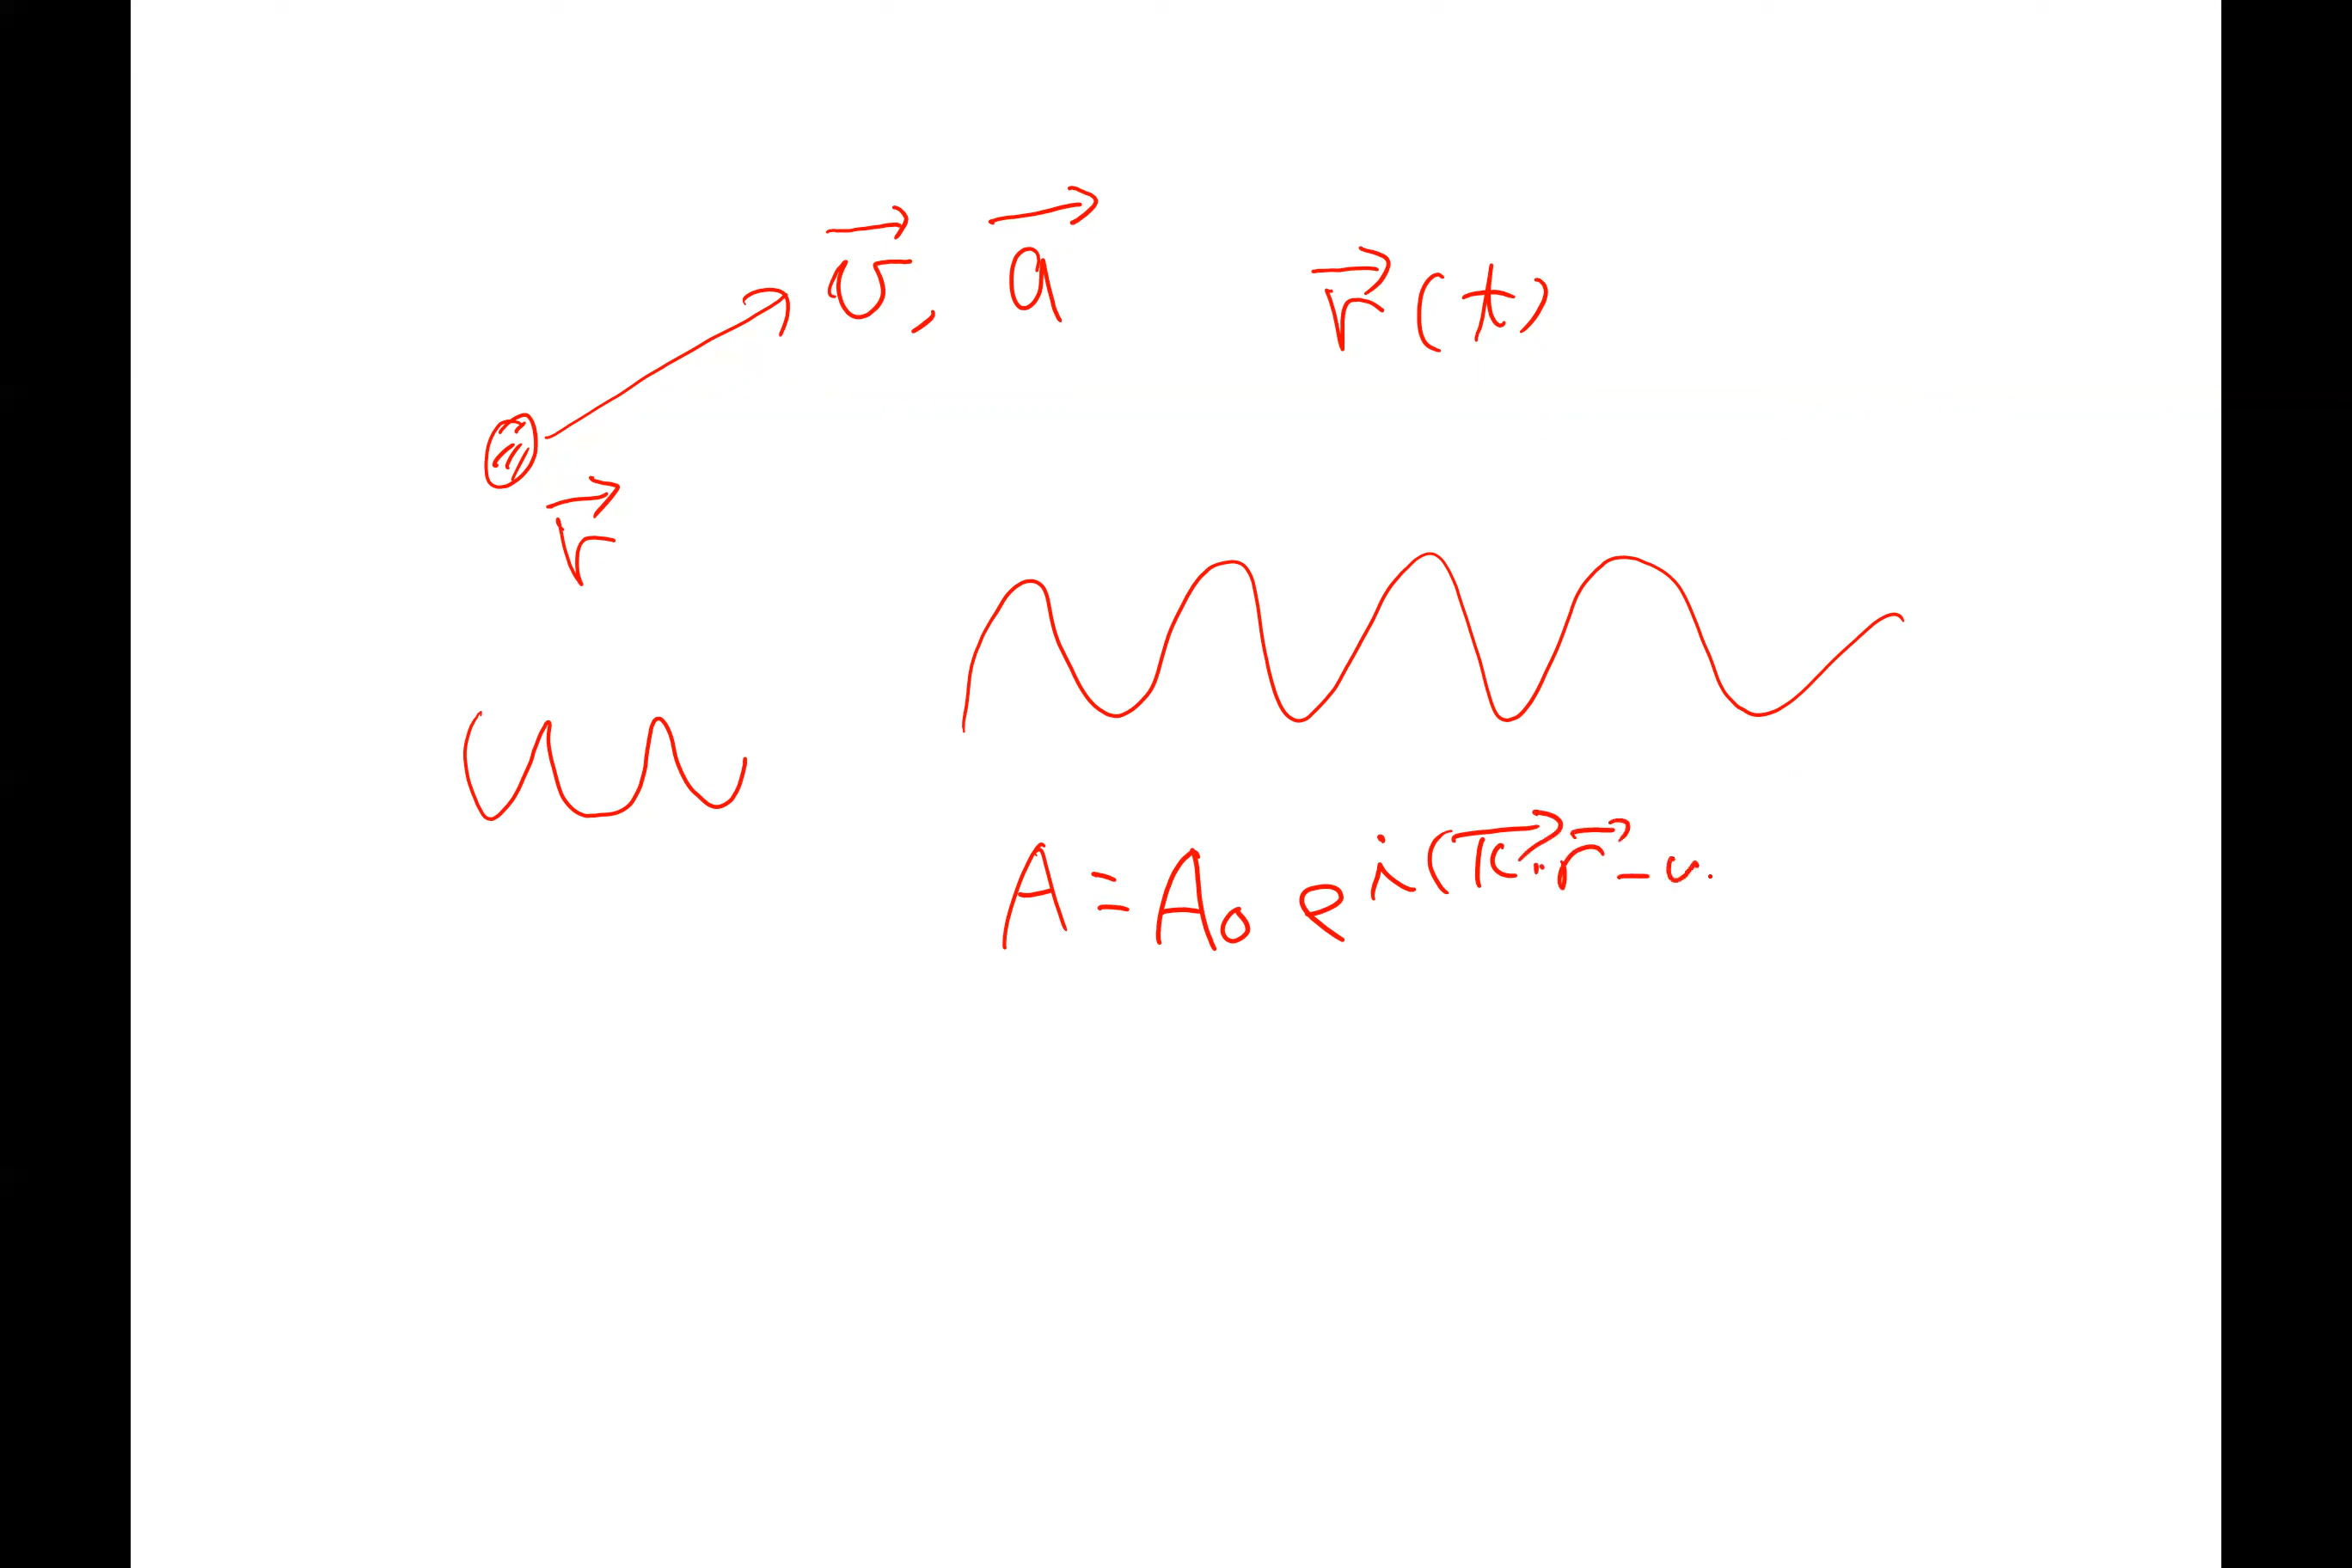 v⃗, a⃗
r⃗(t)
r⃗
A = A₀ e^{i(k⃗·r⃗ -